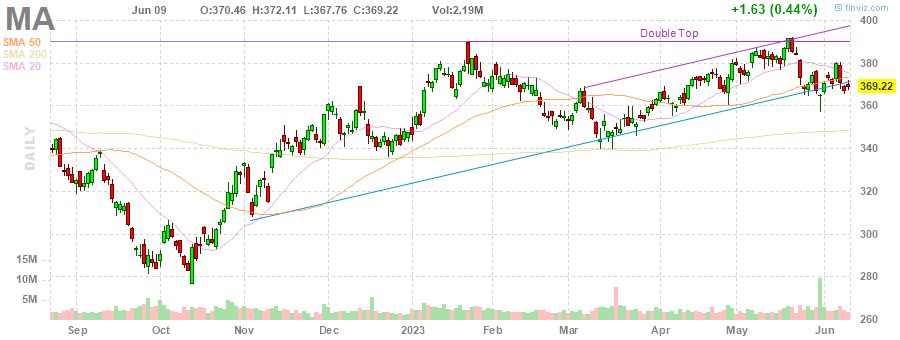 MA Jun 09 O:370.46 H:372.11 L:367.76 C:369.22 Vol:2.19M +1.63 (0.44%) © finviz.com
SMA 50
SMA 200
SMA 20
Double Top
DAILY
400
380
369.22
360
340
320
300
280
260
15M
10M
5M
Sep Oct Nov Dec 2023 Feb Mar Apr May Jun